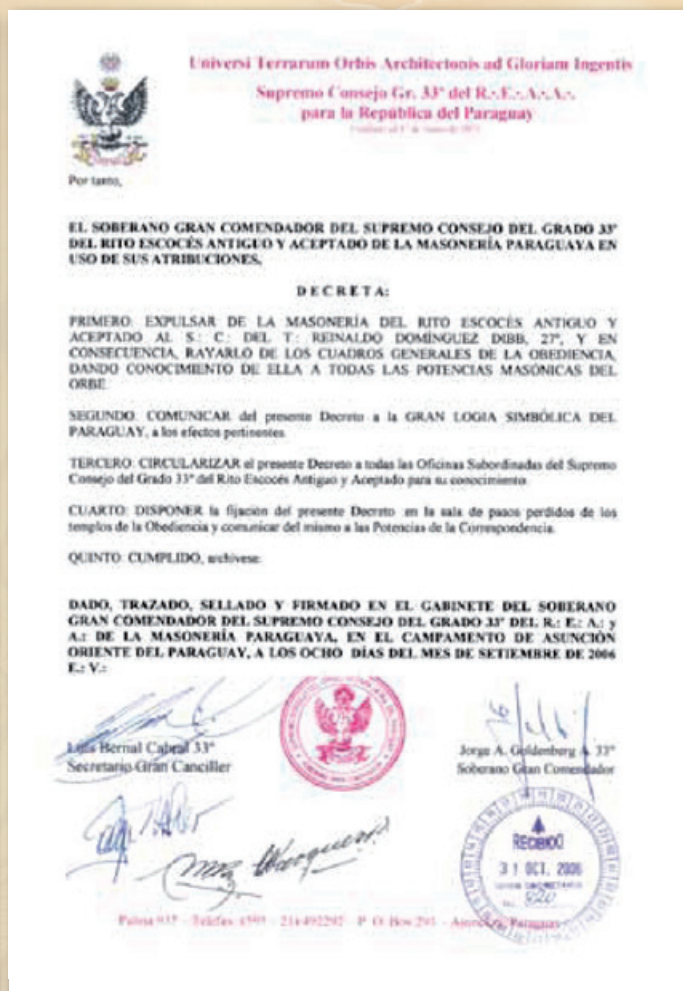 Universi Terrarum Orbis Architectonis ad Gloriam Ingentis
Supremo Consejo Gr. 33° del R∴E∴A∴A∴
para la República del Paraguay
Por tanto,
EL SOBERANO GRAN COMENDADOR DEL SUPREMO CONSEJO DEL GRADO 33°
DEL RITO ESCOCÉS ANTIGUO Y ACEPTADO DE LA MASONERÍA PARAGUAYA EN
USO DE SUS ATRIBUCIONES,
D E C R E T A:
PRIMERO: EXPULSAR DE LA MASONERÍA DEL RITO ESCOCÉS ANTIGUO Y
ACEPTADO AL S.: C.: DEL T.: REINALDO DOMÍNGUEZ DIBB, 27°, Y EN
CONSECUENCIA, RAYARLO DE LOS CUADROS GENERALES DE LA OBEDIENCIA,
DANDO CONOCIMIENTO DE ELLA A TODAS LAS POTENCIAS MASÓNICAS DEL
ORBE.
SEGUNDO: COMUNICAR del presente Decreto a la GRAN LOGIA SIMBÓLICA DEL
PARAGUAY, a los efectos pertinentes.
TERCERO: CIRCULARIZAR el presente Decreto a todas las Oficinas Subordinadas del Supremo
Consejo del Grado 33° del Rito Escocés Antiguo y Aceptado para su conocimiento.
CUARTO: DISPONER la fijación del presente Decreto en la sala de pasos perdidos de los
templos de la Obediencia y comunicar del mismo a las Potencias de la Correspondencia.
QUINTO: CUMPLIDO, archívese.
DADO, TRAZADO, SELLADO Y FIRMADO EN EL GABINETE DEL SOBERANO
GRAN COMENDADOR DEL SUPREMO CONSEJO DEL GRADO 33° DEL R.: E.: A.: y
A.: DE LA MASONERÍA PARAGUAYA, EN EL CAMPAMENTO DE ASUNCIÓN
ORIENTE DEL PARAGUAY, A LOS OCHO DÍAS DEL MES DE SETIEMBRE DE 2006
E.: V.:
Luis Bernal Cabral 33°
Secretario Gran Canciller
Jorge A. Goldenberg A. 33°
Soberano Gran Comendador
RECIBIDO
31 OCT. 2006
820
Palma 937 - Telefax: - P. O. Box - Paraguay